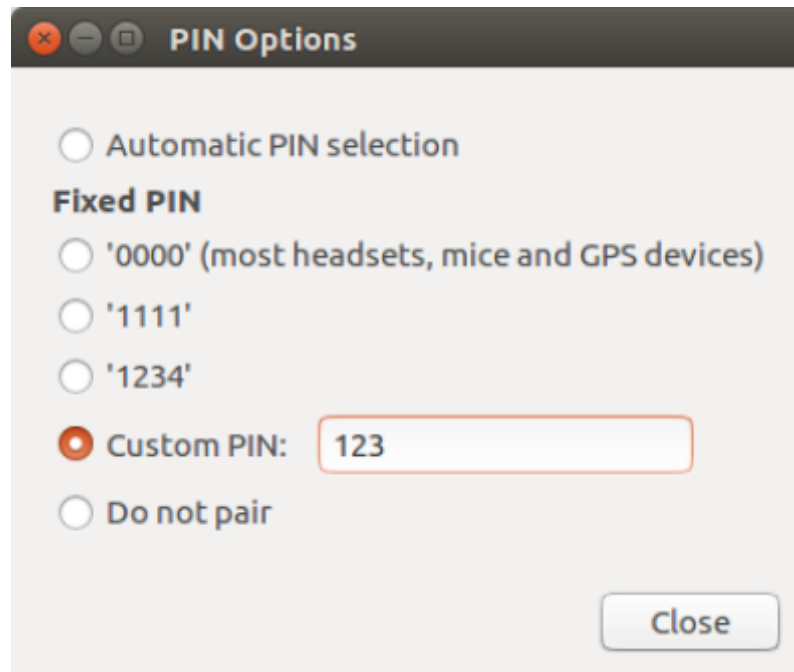 PIN Options
Automatic PIN selection
Fixed PIN
'0000' (most headsets, mice and GPS devices)
'1111'
'1234'
Custom PIN: 123
Do not pair
Close